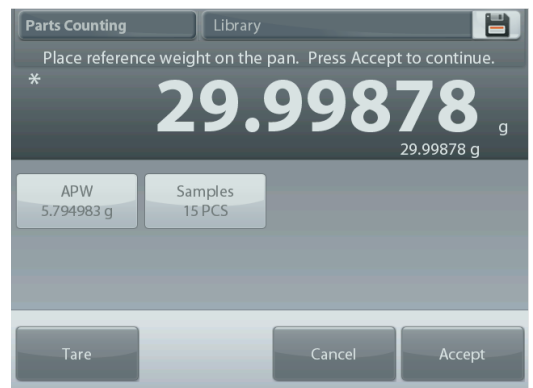 Parts Counting Library
Place reference weight on the pan. Press Accept to continue.
* 29.99878 g
29.99878 g
APW Samples
5.794983 g 15 PCS
Tare Cancel Accept